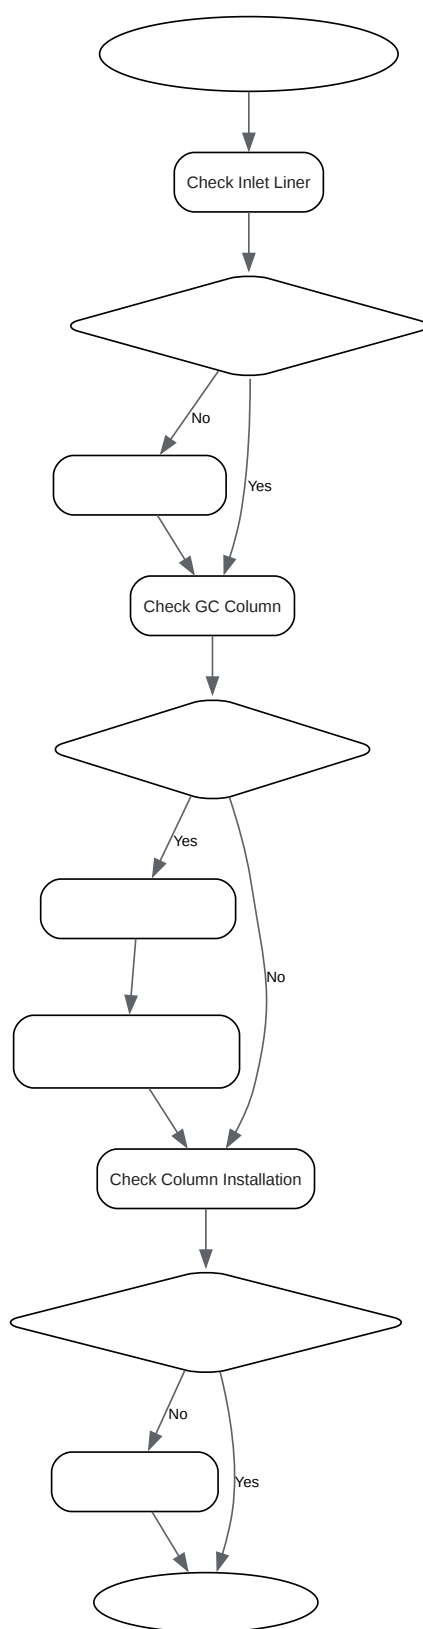 Check Inlet Liner
No
Yes
Check GC Column
Yes
No
Check Column Installation
No
Yes